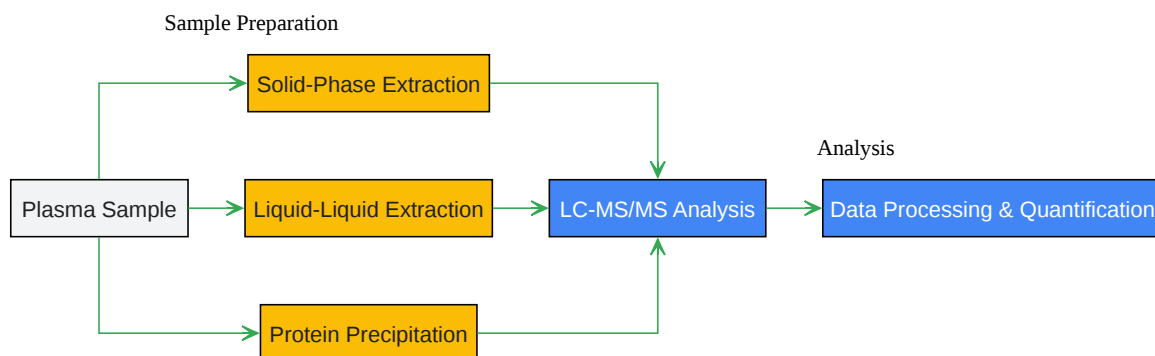 Sample Preparation
Solid-Phase Extraction
Analysis
Plasma Sample
Liquid-Liquid Extraction
LC-MS/MS Analysis
Data Processing & Quantification
Protein Precipitation